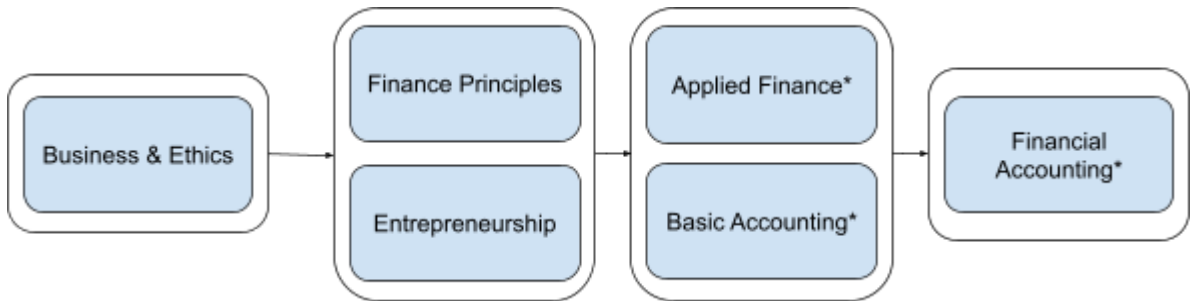 Business & Ethics
Finance Principles
Entrepreneurship
Applied Finance*
Basic Accounting*
Financial
Accounting*